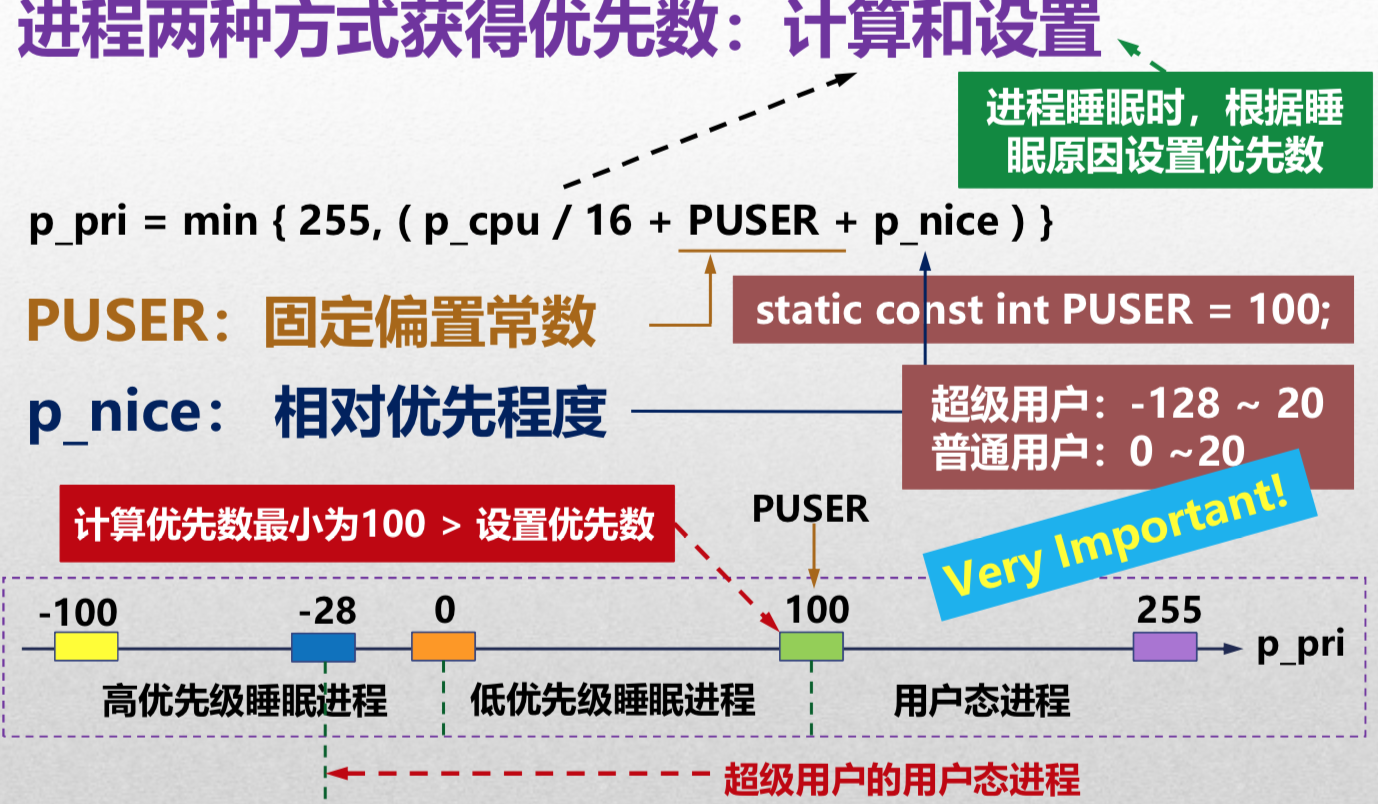 进程两种方式获得优先数：计算和设置
进程睡眠时，根据睡
眠原因设置优先数
p_pri = min { 255, ( p_cpu / 16 + PUSER + p_nice ) }
PUSER：固定偏置常数
static const int PUSER = 100;
p_nice： 相对优先程度
超级用户：-128 ~ 20
普通用户：0 ~20
Very Important!
计算优先数最小为100 > 设置优先数
PUSER
-100 -28 0 100 255
p_pri
高优先级睡眠进程 低优先级睡眠进程 用户态进程
超级用户的用户态进程